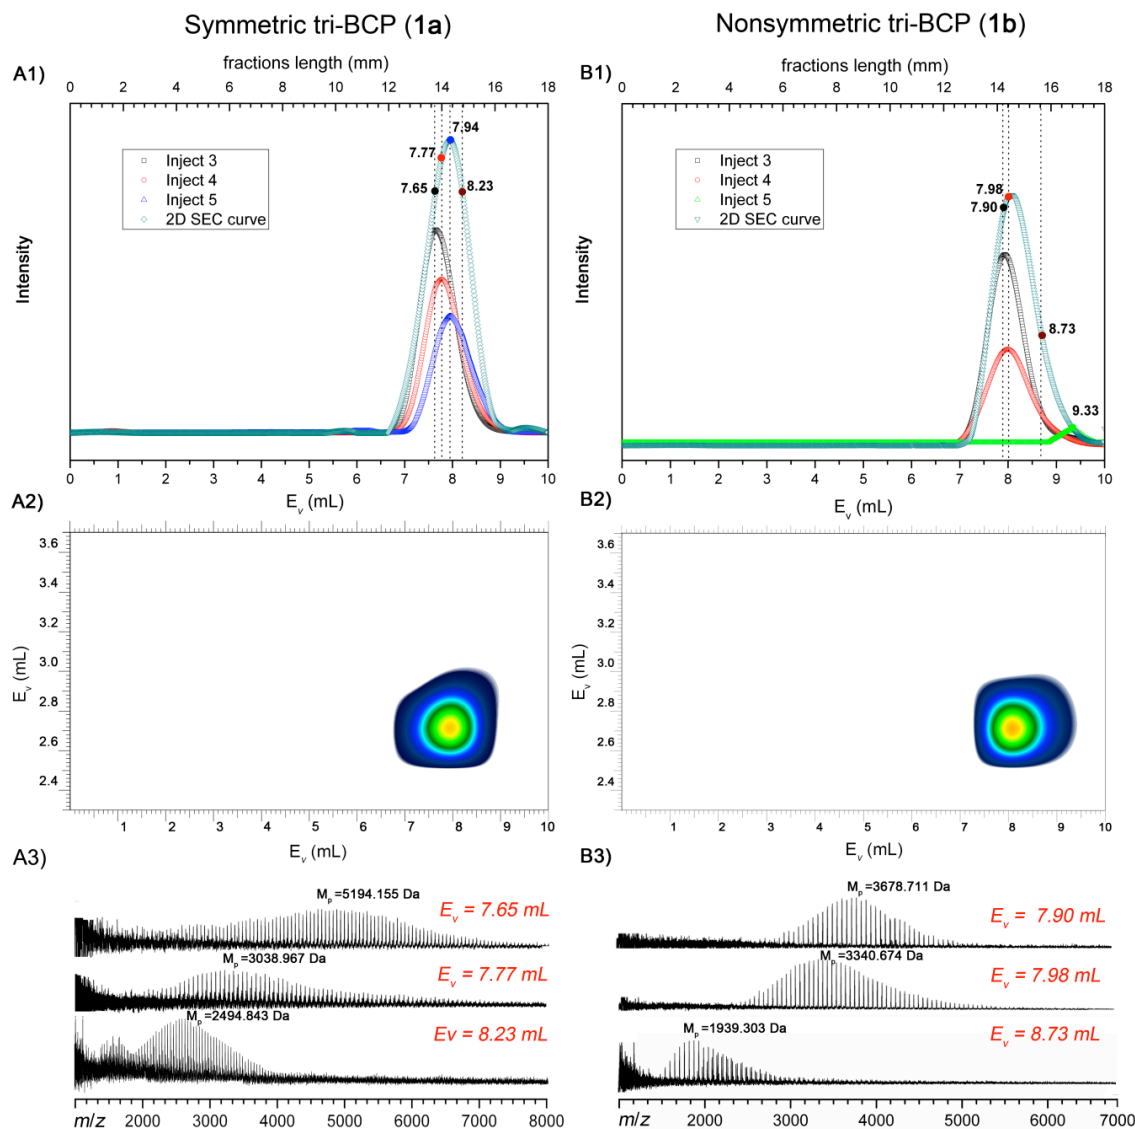 Symmetric tri-BCP (1a)
Nonsymmetric tri-BCP (1b)
A1)
fractions length (mm)
0 2 4 6 8 10 12 14 16 18
7.94
7.77
7.65
8.23
Inject 3
Inject 4
Inject 5
2D SEC curve
Intensity
0 1 2 3 4 5 6 7 8 9 10
Ev (mL)
B1)
fractions length (mm)
0 2 4 6 8 10 12 14 16 18
Inject 3
Inject 4
Inject 5
2D SEC curve
7.98
7.90
8.73
9.33
Intensity
0 1 2 3 4 5 6 7 8 9 10
Ev (mL)
A2)
3.6
3.2
3.0
2.8
2.6
2.4
Ev (mL)
1 2 3 4 5 6 7 8 9 10
Ev (mL)
B2)
3.6
3.2
3.0
2.8
2.6
2.4
Ev (mL)
1 2 3 4 5 6 7 8 9 10
Ev (mL)
A3)
Mp =5194.155 Da
Ev = 7.65 mL
Mp =3038.967 Da
Ev = 7.77 mL
Mp =2494.843 Da
Ev = 8.23 mL
m/z 2000 3000 4000 5000 6000 7000 8000
B3)
Mp =3678.711 Da
Ev = 7.90 mL
Mp =3340.674 Da
Ev = 7.98 mL
Mp =1939.303 Da
Ev = 8.73 mL
m/z 2000 3000 4000 5000 6000 7000